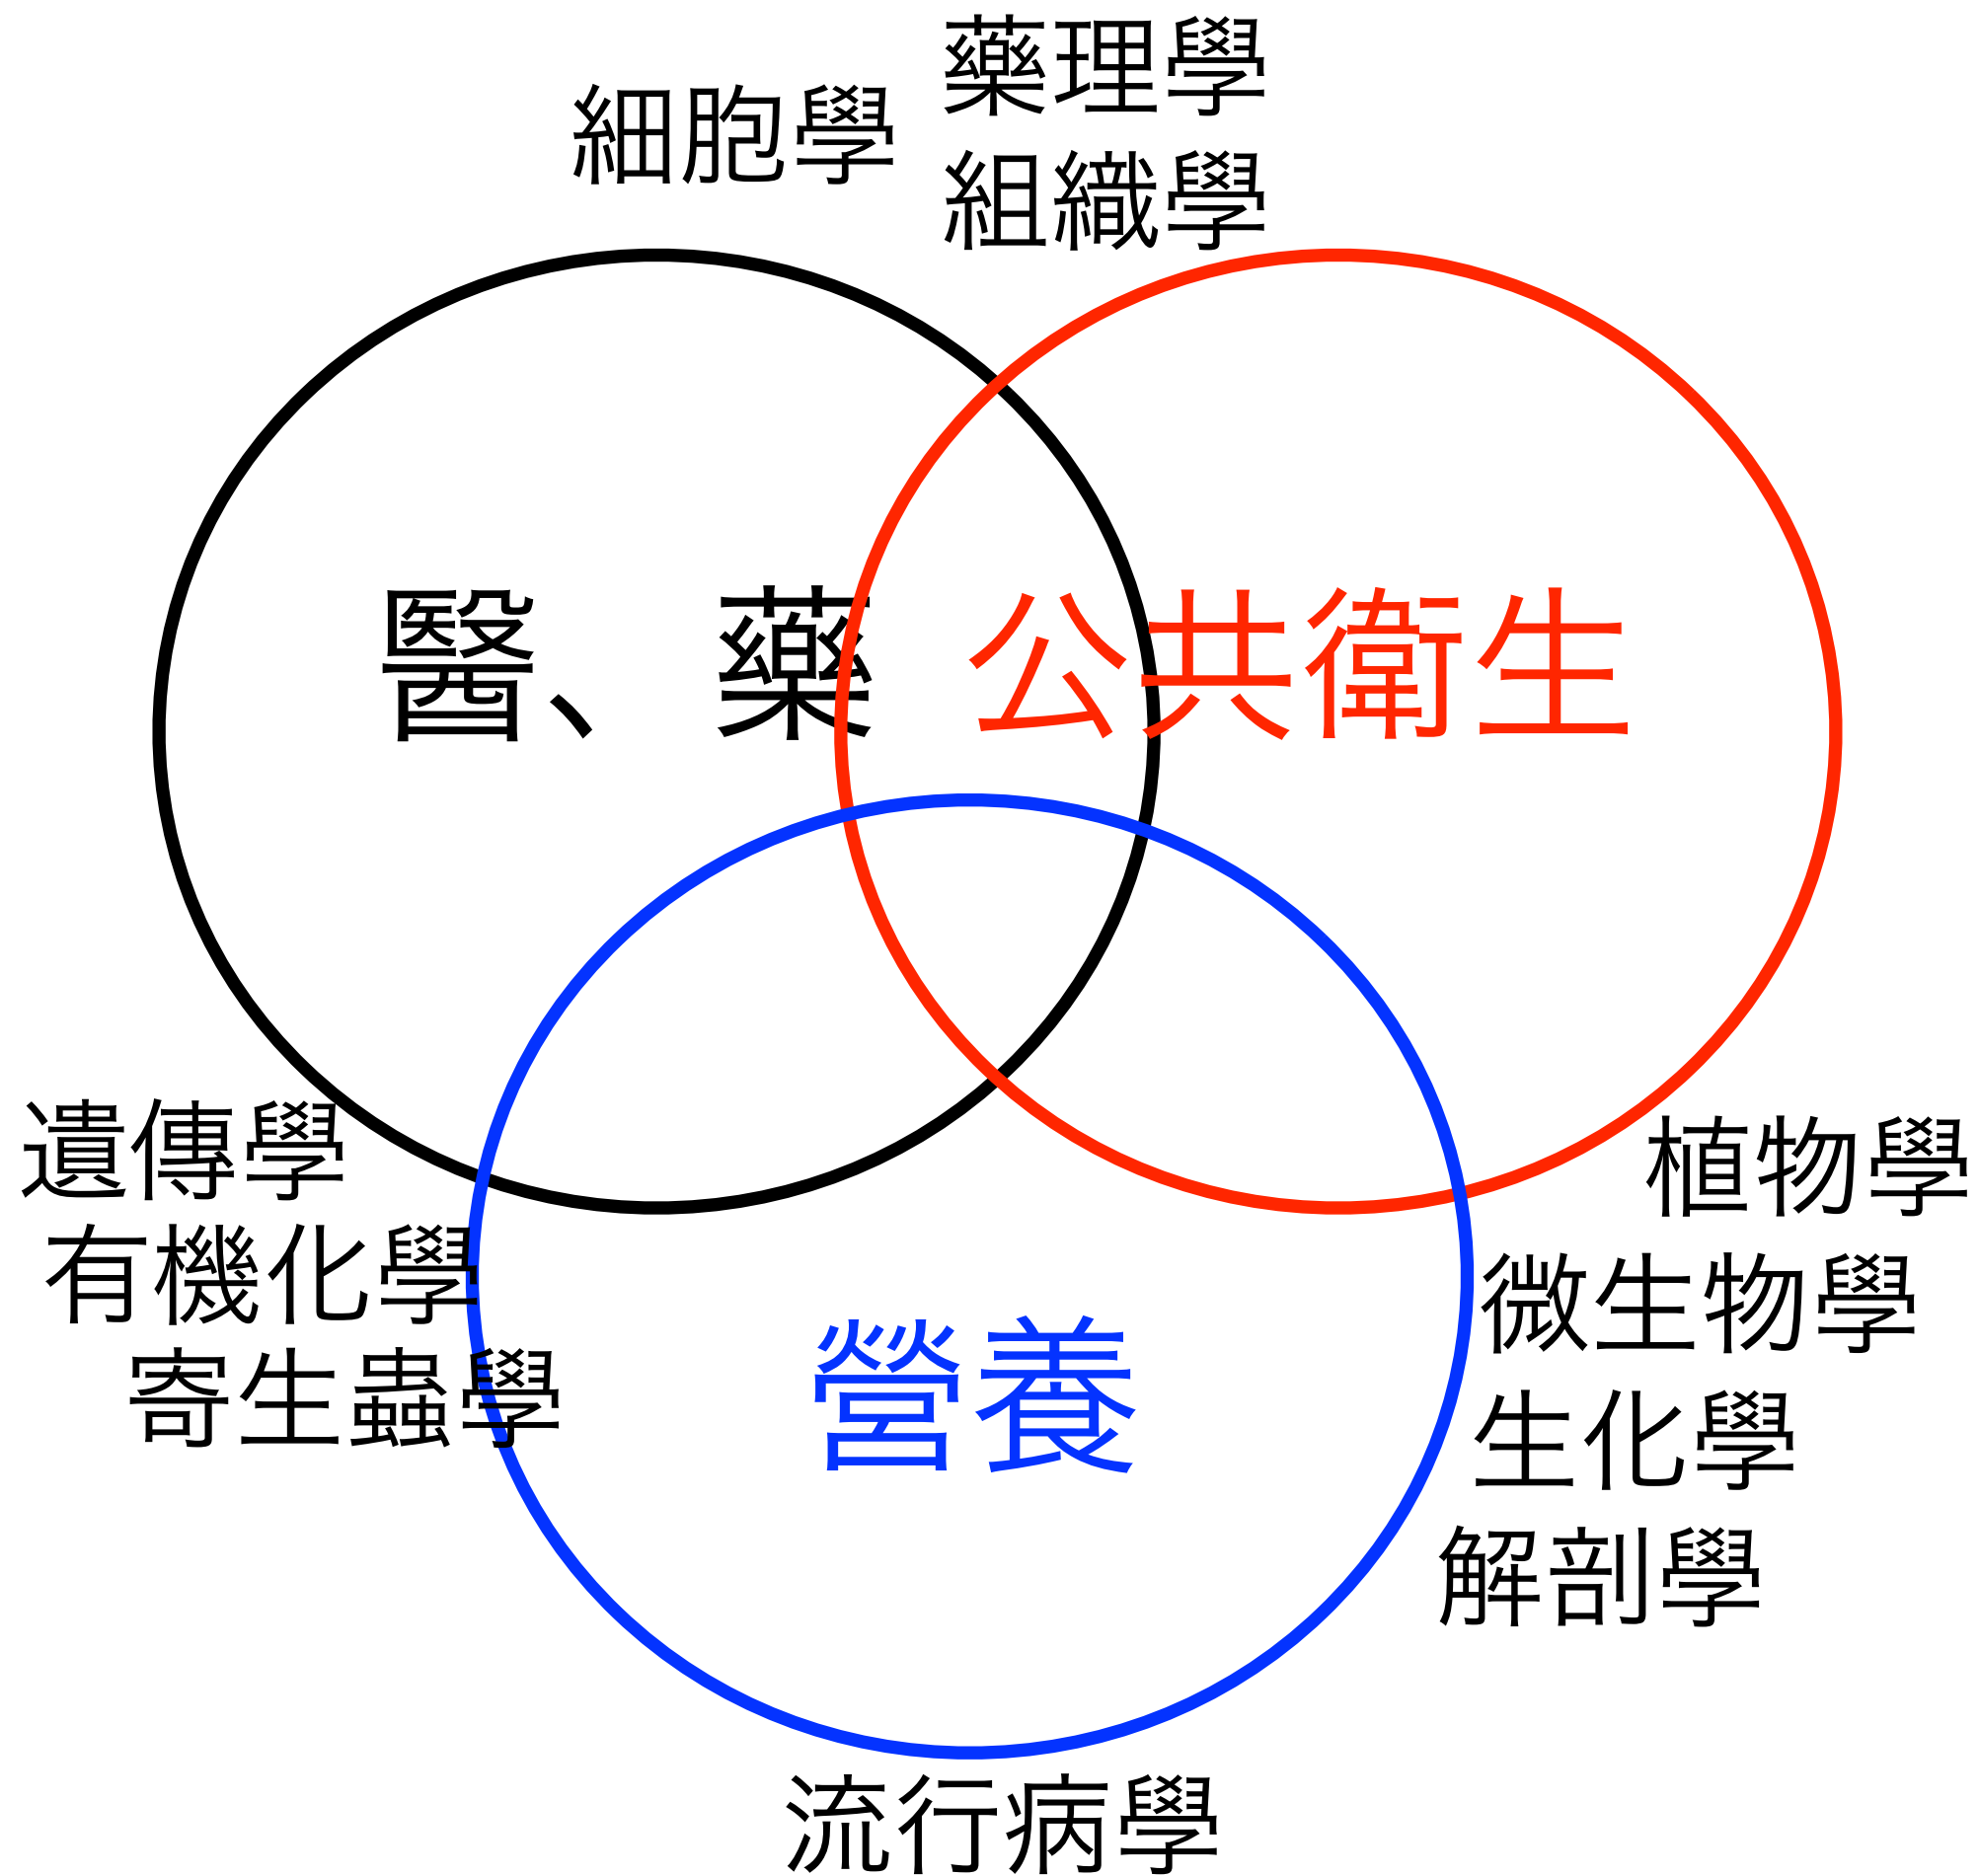 藥理學
細胞學
組織學
醫、藥
公共衛生
遺傳學
植物學
有機化學
微生物學
寄生蟲學
營養
生化學
解剖學
流行病學